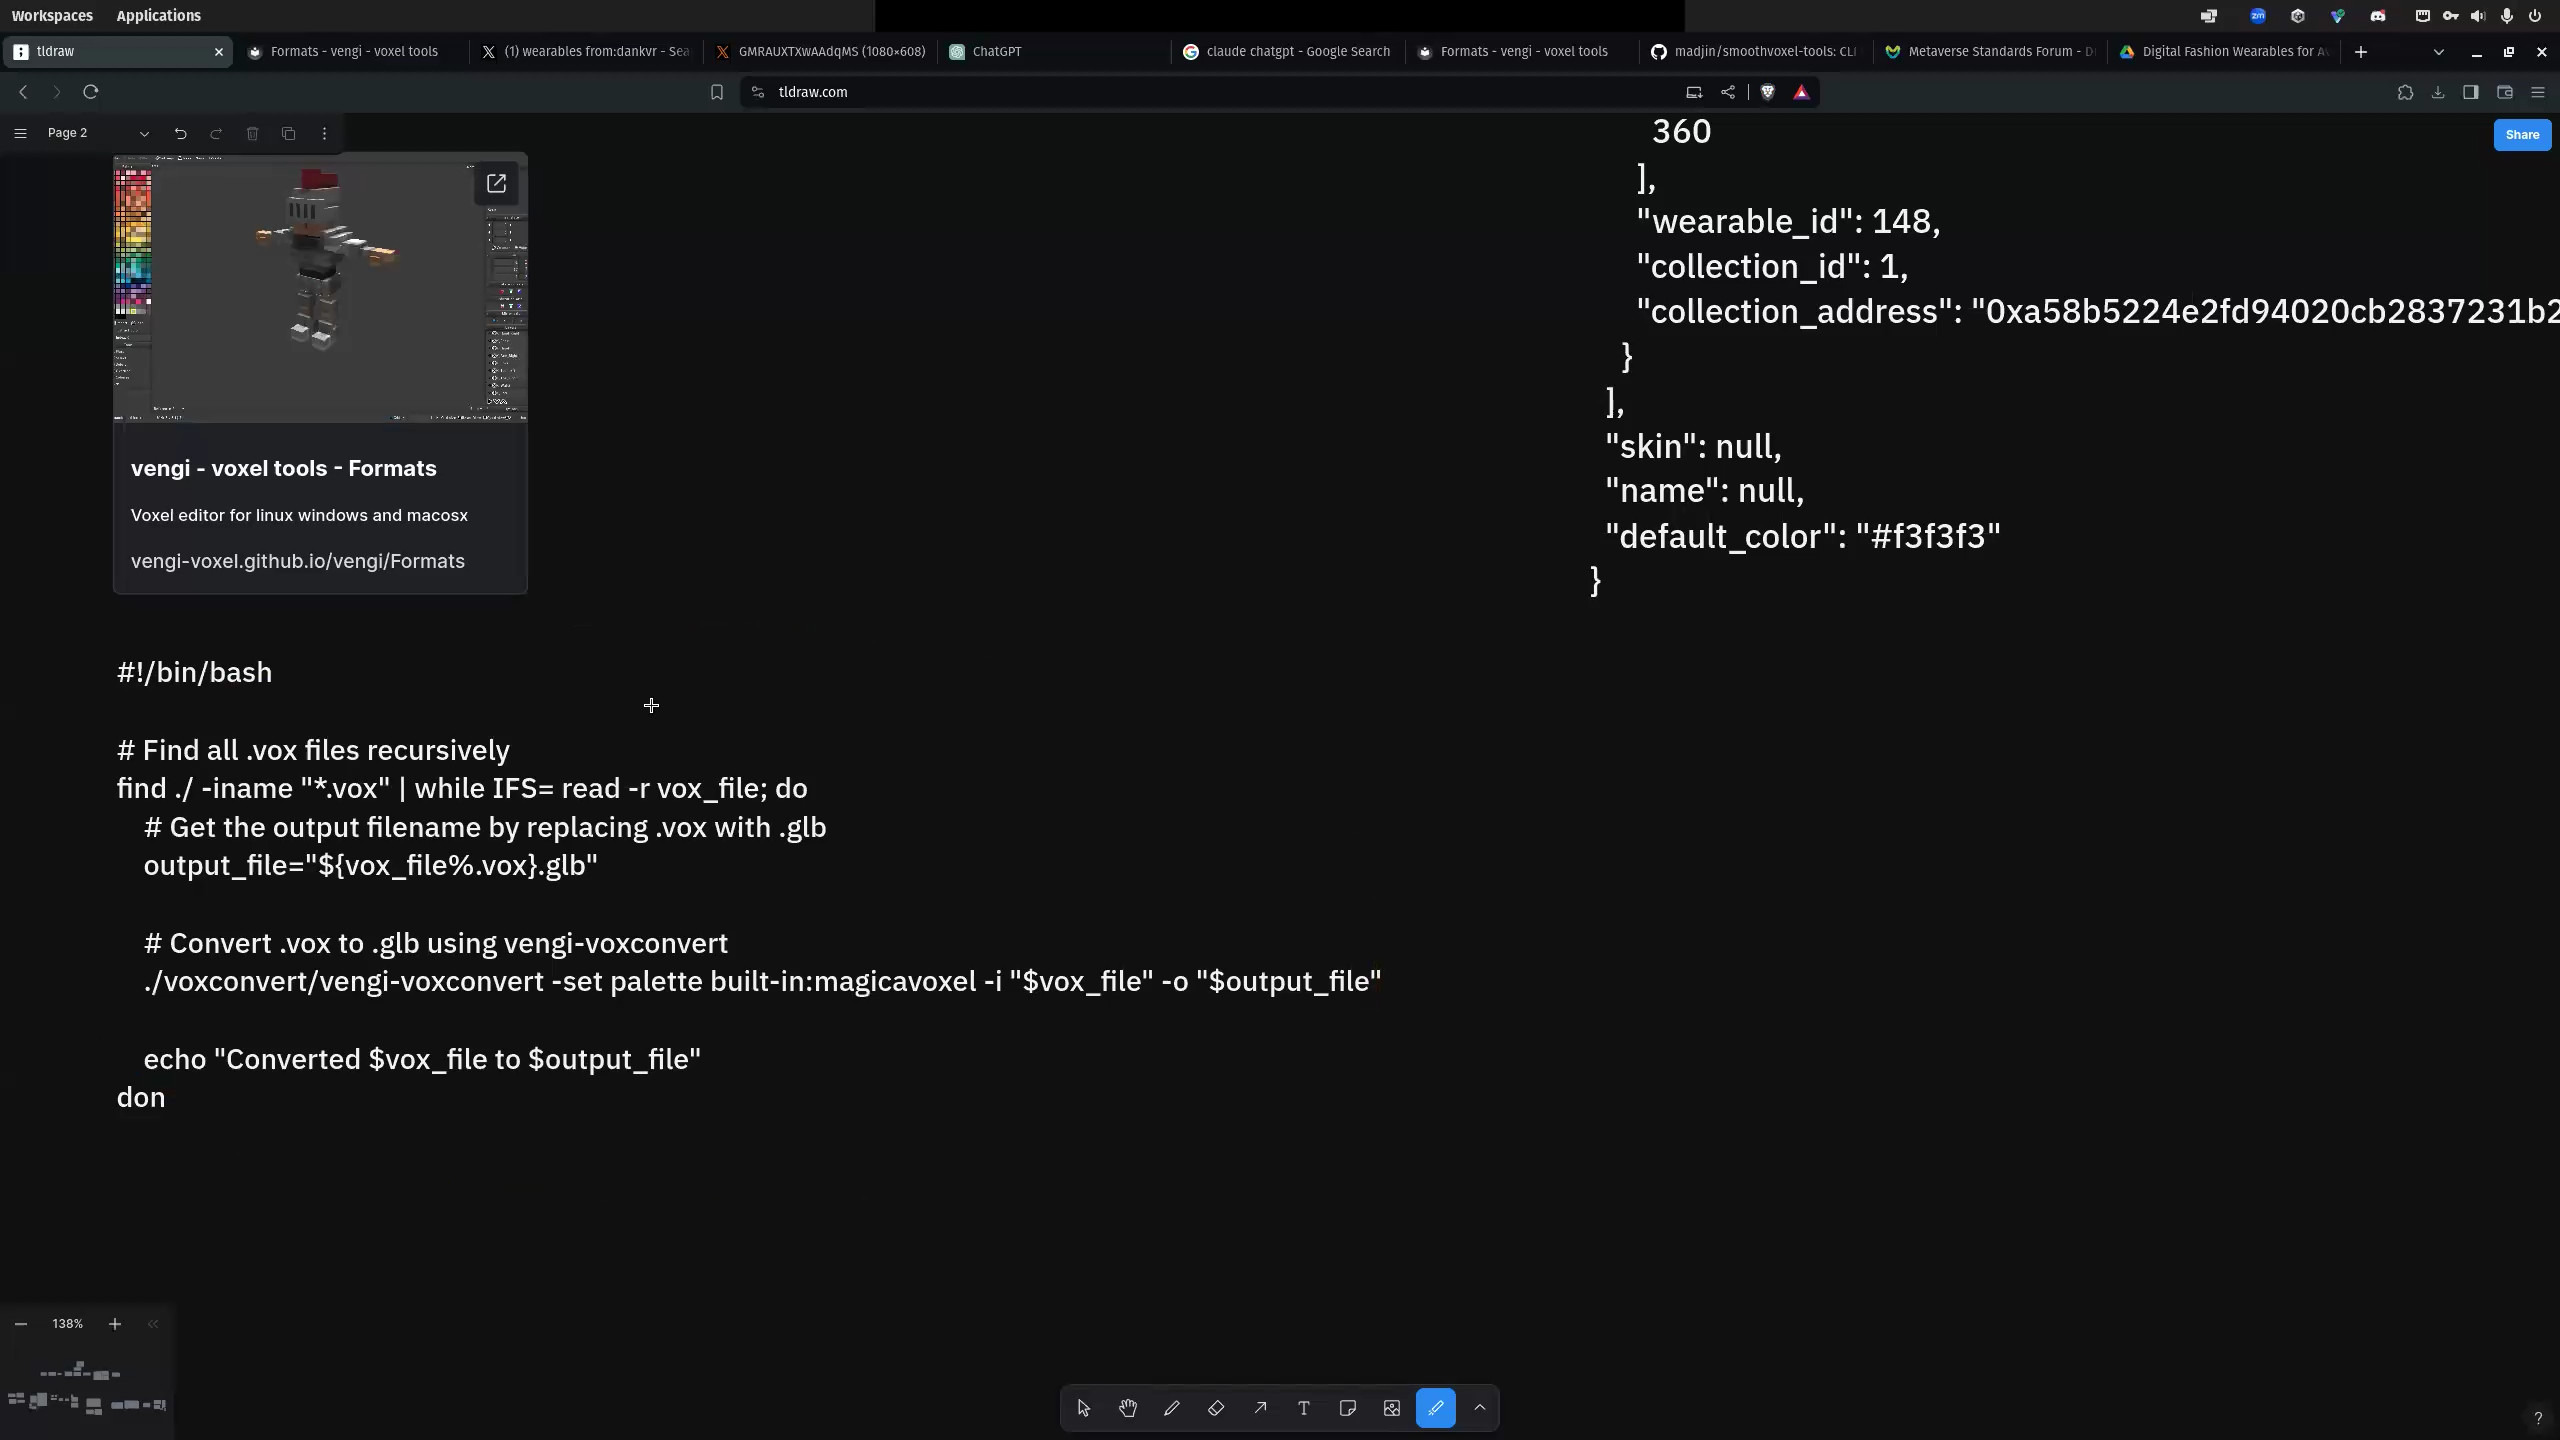 Workspaces Applications
zm
tldraw
Formats - vengi - voxel tools
(1) wearables from:dankvr - Sea
GMRAUXTXwAAdqMS (1080×608)
ChatGPT
claude chatgpt - Google Search
Formats - vengi - voxel tools
madjin/smoothvoxel-tools: CLI
Metaverse Standards Forum - D
Digital Fashion Wearables for A
tldraw.com
Page 2
Share
vengi - voxel tools - Formats
Voxel editor for linux windows and macosx
vengi-voxel.github.io/vengi/Formats
360
],
"wearable_id": 148,
"collection_id": 1,
"collection_address": "0xa58b5224e2fd94020cb2837231b2
}
],
"skin": null,
"name": null,
"default_color": "#f3f3f3"
}
#!/bin/bash
# Find all .vox files recursively
find ./ -iname "*.vox" | while IFS= read -r vox_file; do
# Get the output filename by replacing .vox with .glb
output_file="${vox_file%.vox}.glb"
# Convert .vox to .glb using vengi-voxconvert
./voxconvert/vengi-voxconvert -set palette built-in:magicavoxel -i "$vox_file" -o "$output_file"
echo "Converted $vox_file to $output_file"
don
138%
T
?